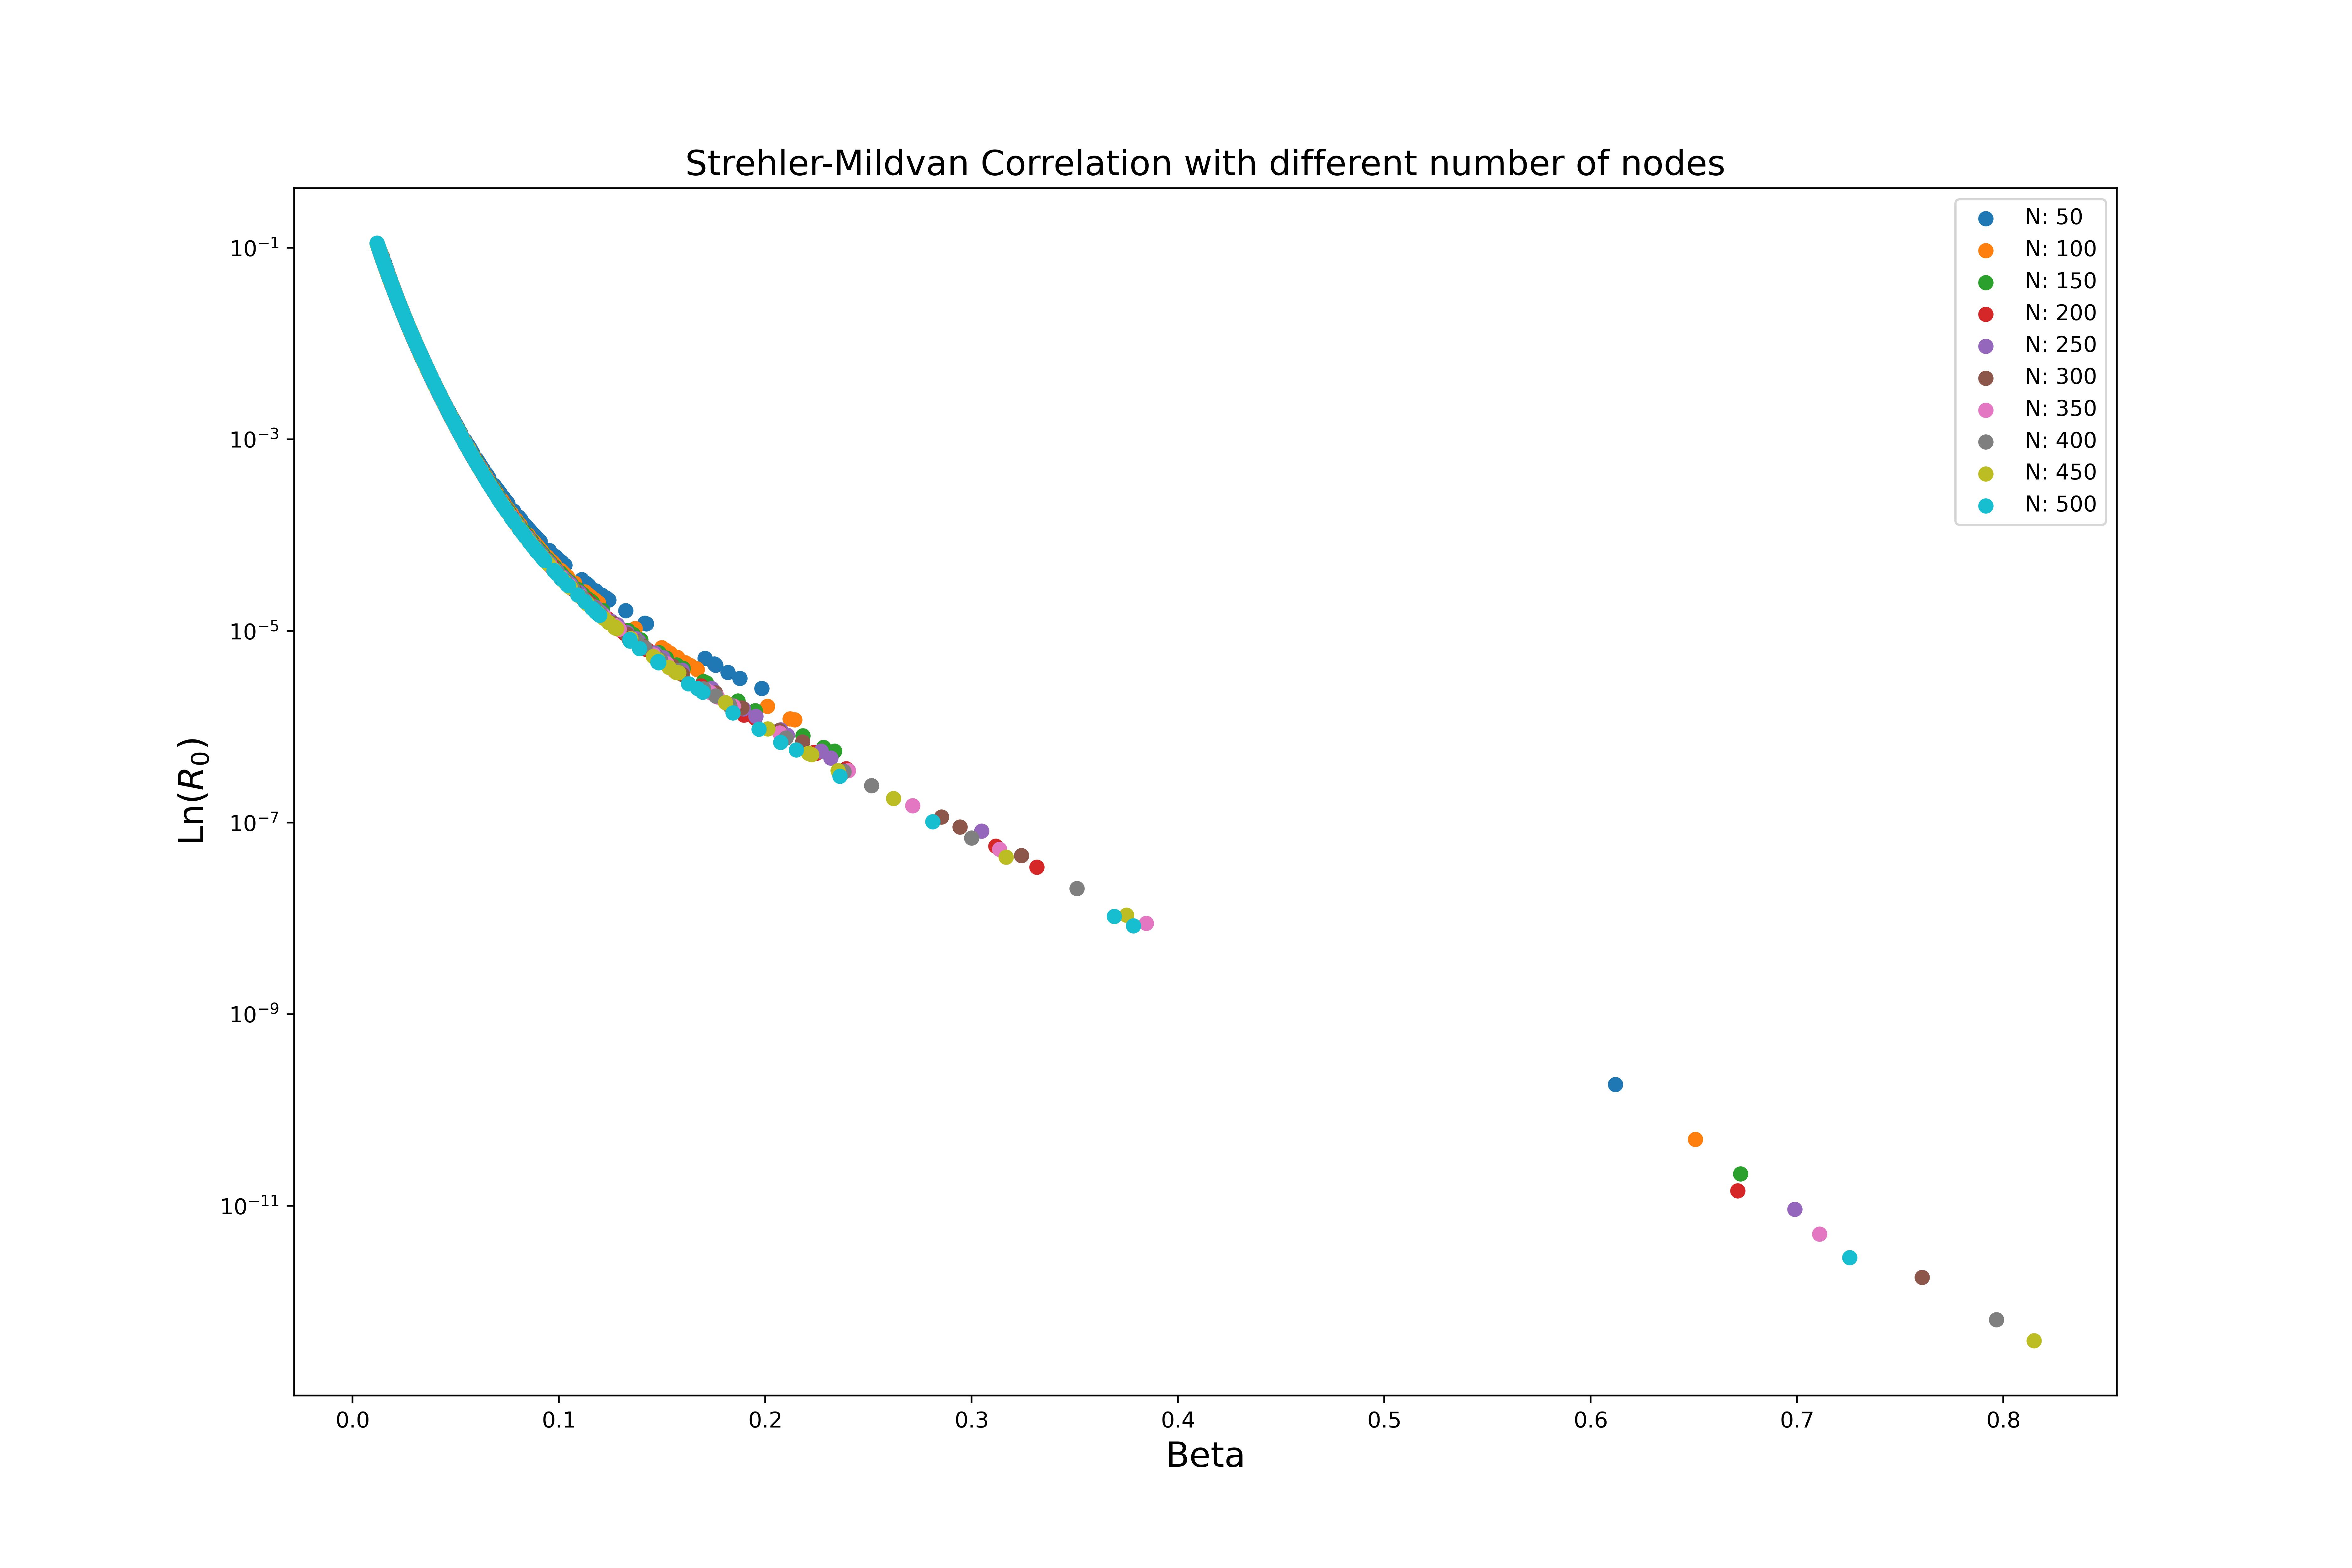 Strehler-Mildvan Correlation with different number of nodes
N: 50
N: 100
N: 150
N: 200
N: 250
N: 300
N: 350
N: 400
N: 450
N: 500
10⁻¹
10⁻³
10⁻⁵
10⁻⁷
10⁻⁹
10⁻¹¹
Ln(R₀)
0.0 0.1 0.2 0.3 0.4 0.5 0.6 0.7 0.8
Beta